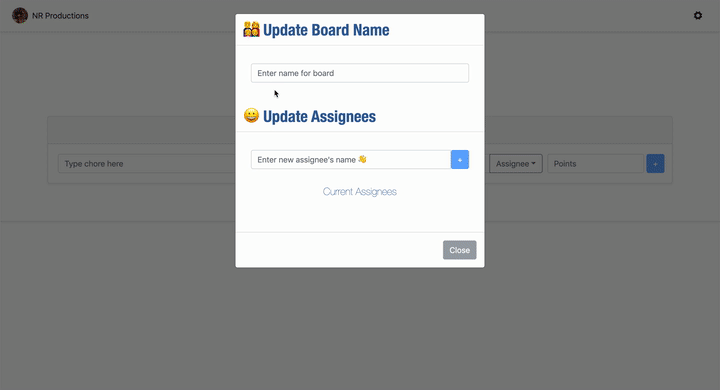 NR Productions
👭 Update Board Name
Enter name for board
😀 Update Assignees
Type chore here
Enter new assignee's name 👋
+
Assignee
Points
+
Current Assignees
Close